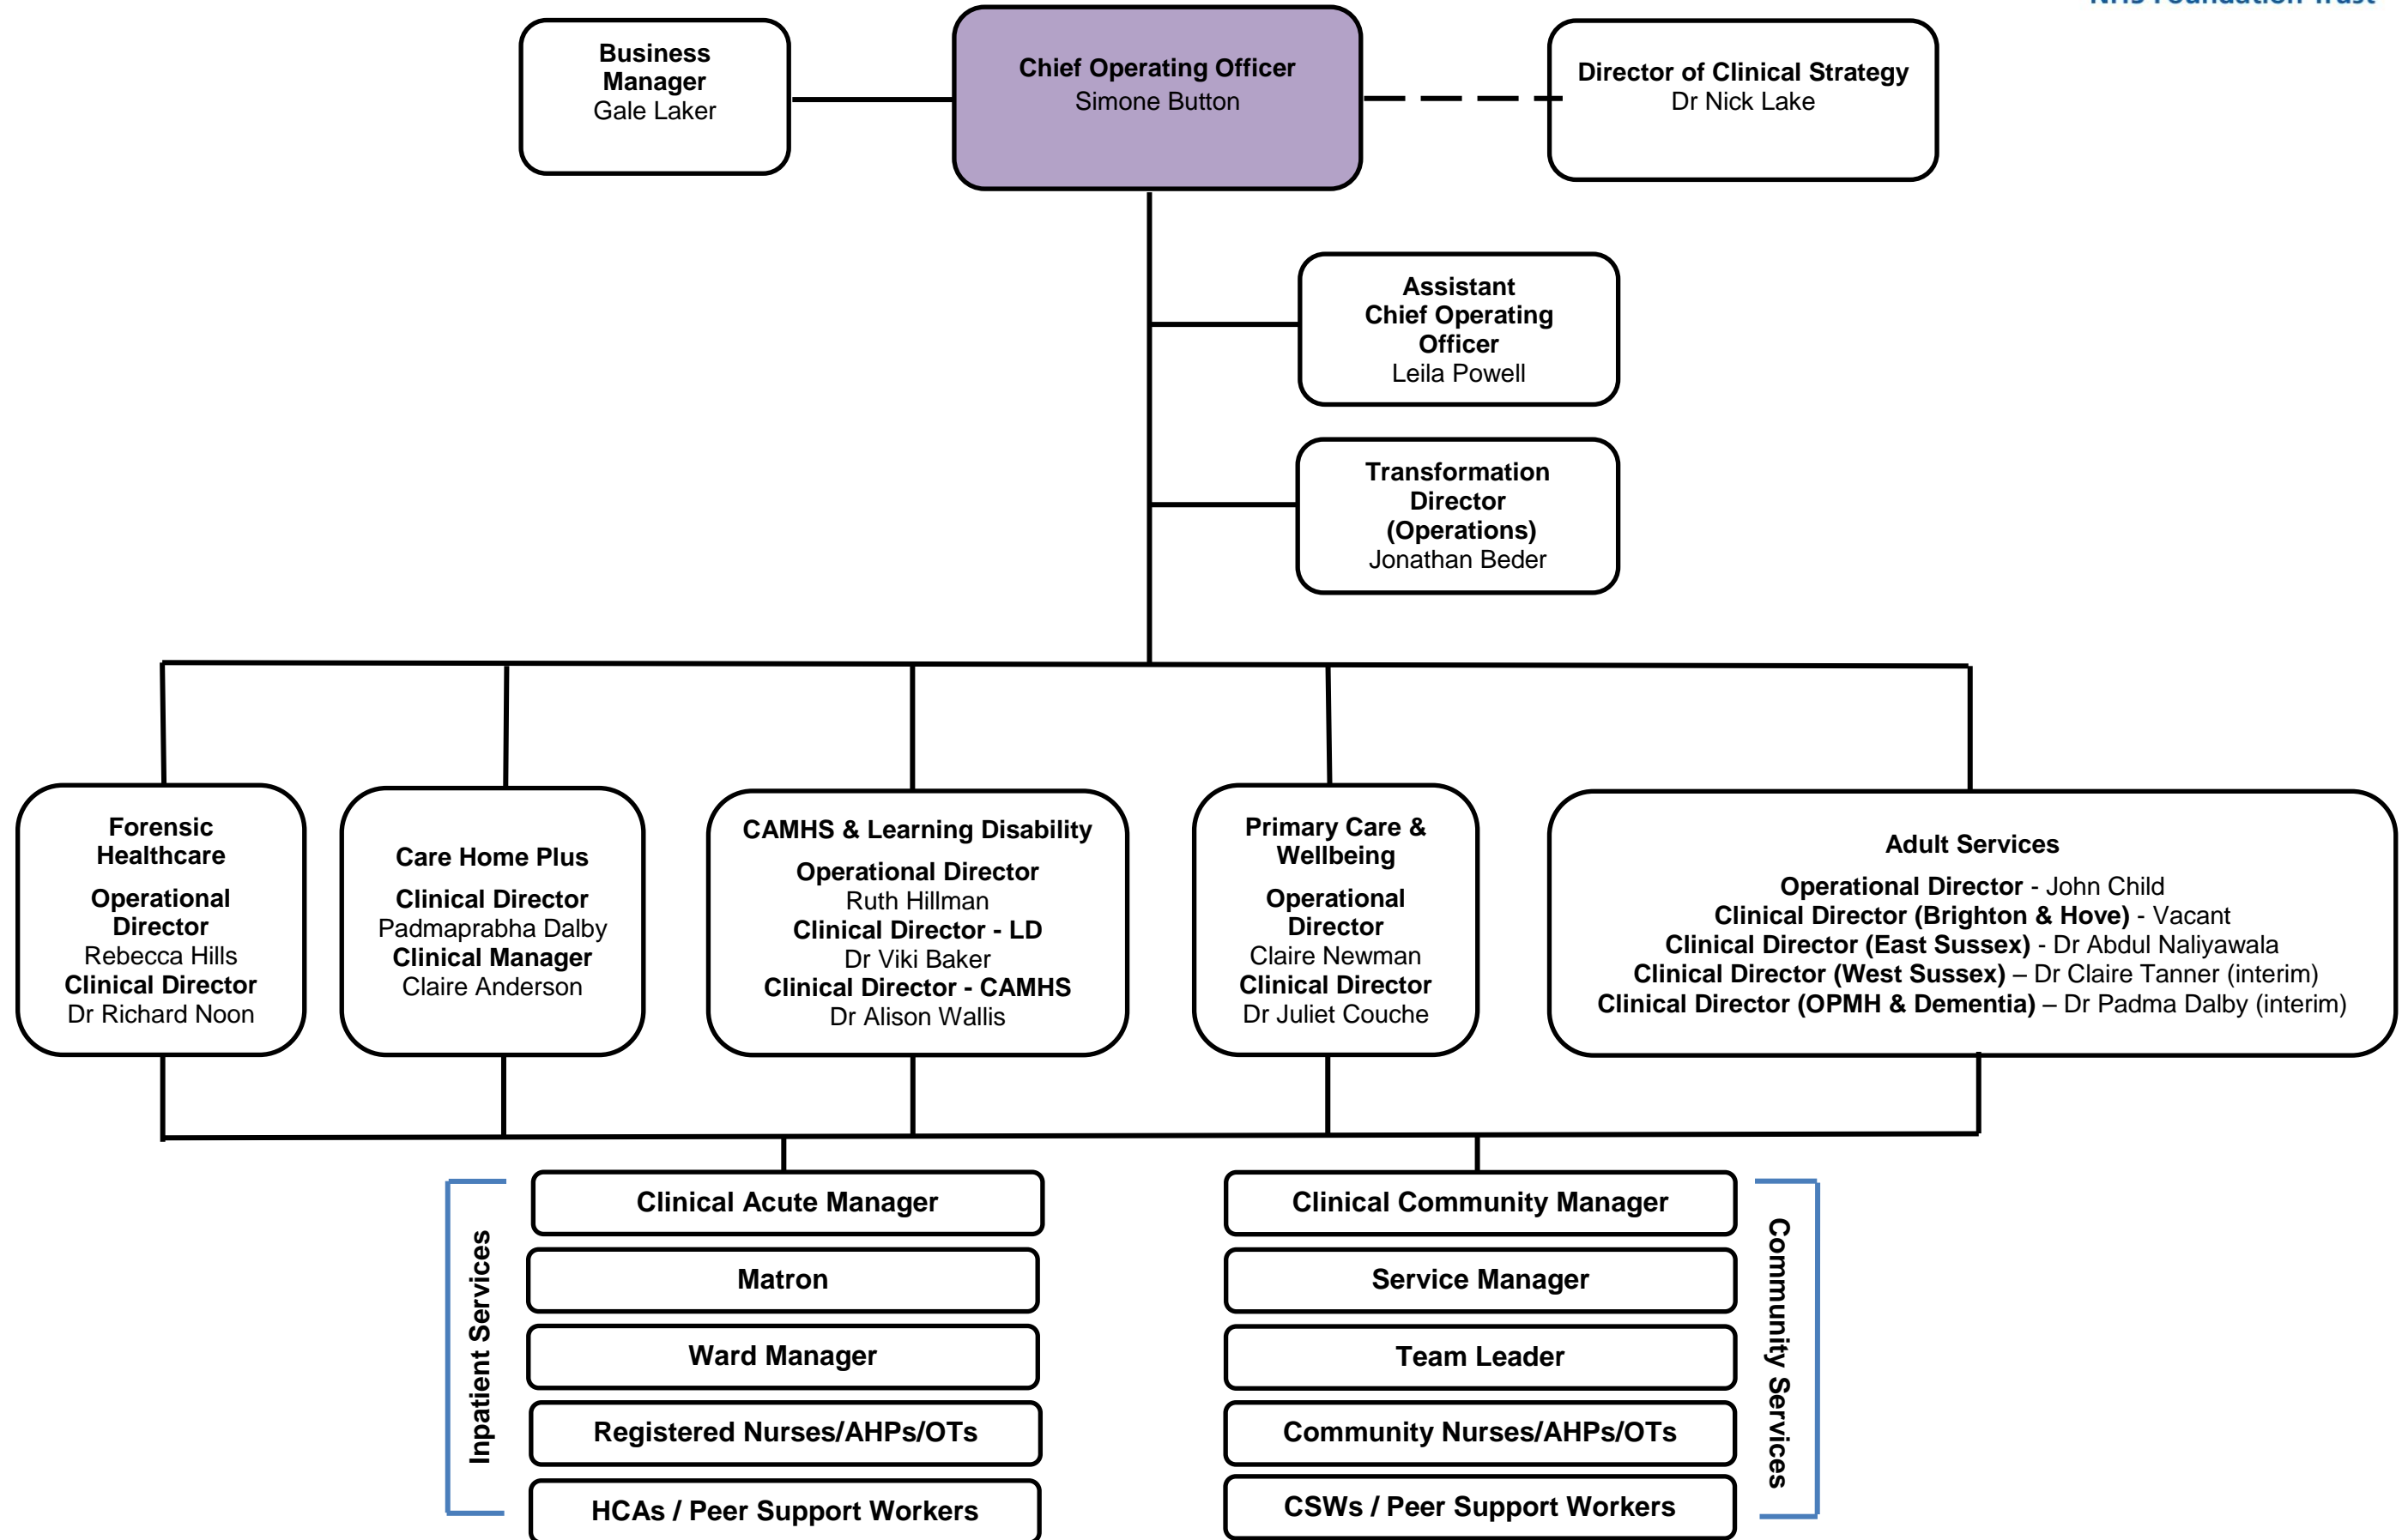 NHS Foundation Trust
Business
Manager
Gale Laker
Chief Operating Officer
Simone Button
Director of Clinical Strategy
Dr Nick Lake
Assistant
Chief Operating
Officer
Leila Powell
Transformation
Director
(Operations)
Jonathan Beder
Forensic
Healthcare
Operational
Director
Rebecca Hills
Clinical Director
Dr Richard Noon
Care Home Plus
Clinical Director
Padmaprabha Dalby
Clinical Manager
Claire Anderson
CAMHS & Learning Disability
Operational Director
Ruth Hillman
Clinical Director - LD
Dr Viki Baker
Clinical Director - CAMHS
Dr Alison Wallis
Primary Care &
Wellbeing
Operational
Director
Claire Newman
Clinical Director
Dr Juliet Couche
Adult Services
Operational Director - John Child
Clinical Director (Brighton & Hove) - Vacant
Clinical Director (East Sussex) - Dr Abdul Naliyawala
Clinical Director (West Sussex) – Dr Claire Tanner (interim)
Clinical Director (OPMH & Dementia) – Dr Padma Dalby (interim)
Inpatient Services
Clinical Acute Manager
Matron
Ward Manager
Registered Nurses/AHPs/OTs
HCAs / Peer Support Workers
Clinical Community Manager
Service Manager
Team Leader
Community Nurses/AHPs/OTs
CSWs / Peer Support Workers
Community Services